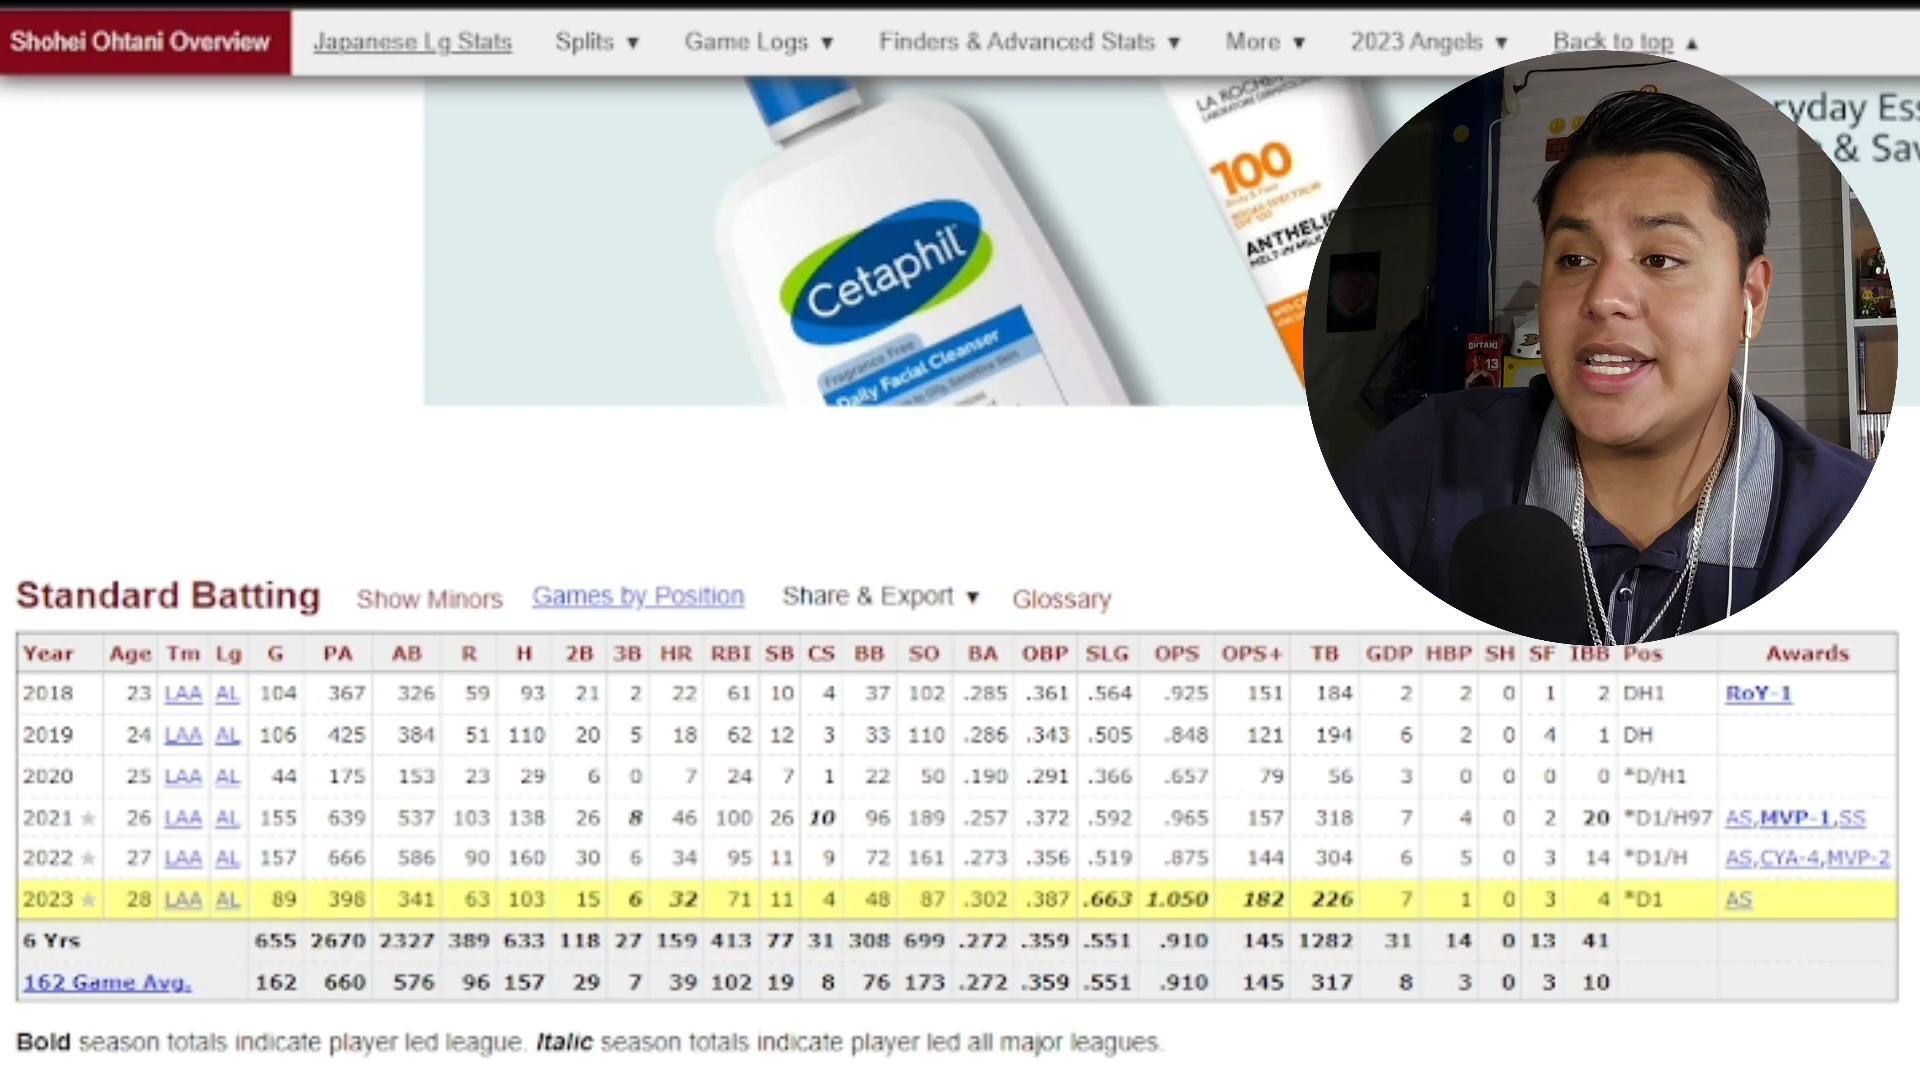 Shohei Ohtani Overview Japanese Lg Stats Splits ▼ Game Logs ▼ Finders & Advanced Stats ▼ More ▼ 2023 Angels ▼ Back to top ▲
LA ROCHE
100
ANTHELIO
MELT-IN MILK
ryday Ess
& Sav
Cetaphil
Fragrance Free
Daily Facial Cleanser
OHTANI
13
Standard Batting Show Minors Games by Position Share & Export ▼ Glossary
Year Age Tm Lg G PA AB R H 2B 3B HR RBI SB CS BB SO BA OBP SLG OPS OPS+ TB GDP HBP SH SF IBB Pos Awards
2018 23 LAA AL 104 367 326 59 93 21 2 22 61 10 4 37 102 .285 .361 .564 .925 151 184 2 2 0 1 2 DH1 RoY-1
2019 24 LAA AL 106 425 384 51 110 20 5 18 62 12 3 33 110 .286 .343 .505 .848 121 194 6 2 0 4 1 DH
2020 25 LAA AL 44 175 153 23 29 6 0 7 24 7 1 22 50 .190 .291 .366 .657 79 56 3 0 0 0 0 *D/H1
2021 ★ 26 LAA AL 155 639 537 103 138 26 8 46 100 26 10 96 189 .257 .372 .592 .965 157 318 7 4 0 2 20 *D1/H97 AS,MVP-1,SS
2022 ★ 27 LAA AL 157 666 586 90 160 30 6 34 95 11 9 72 161 .273 .356 .519 .875 144 304 6 5 0 3 14 *D1/H AS,CYA-4,MVP-2
2023 ★ 28 LAA AL 89 398 341 63 103 15 6 32 71 11 4 48 87 .302 .387 .663 1.050 182 226 7 1 0 3 4 *D1 AS
6 Yrs 655 2670 2327 389 633 118 27 159 413 77 31 308 699 .272 .359 .551 .910 145 1282 31 14 0 13 41
162 Game Avg. 162 660 576 96 157 29 7 39 102 19 8 76 173 .272 .359 .551 .910 145 317 8 3 0 3 10
Bold season totals indicate player led league. Italic season totals indicate player led all major leagues.